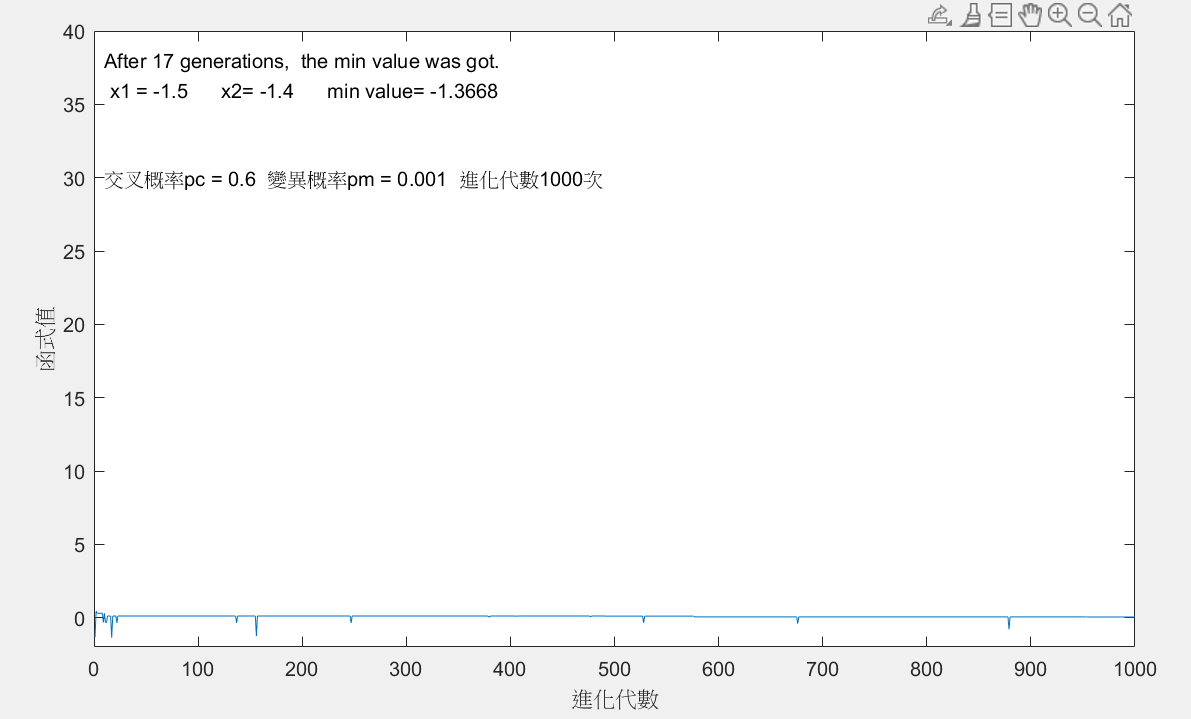 After 17 generations,  the min value was got.
x1 = -1.5      x2= -1.4      min value= -1.3668
交叉概率pc = 0.6  變異概率pm = 0.001  進化代數1000次
函式值
40
35
30
25
20
15
10
5
0
0 100 200 300 400 500 600 700 800 900 1000
進化代數